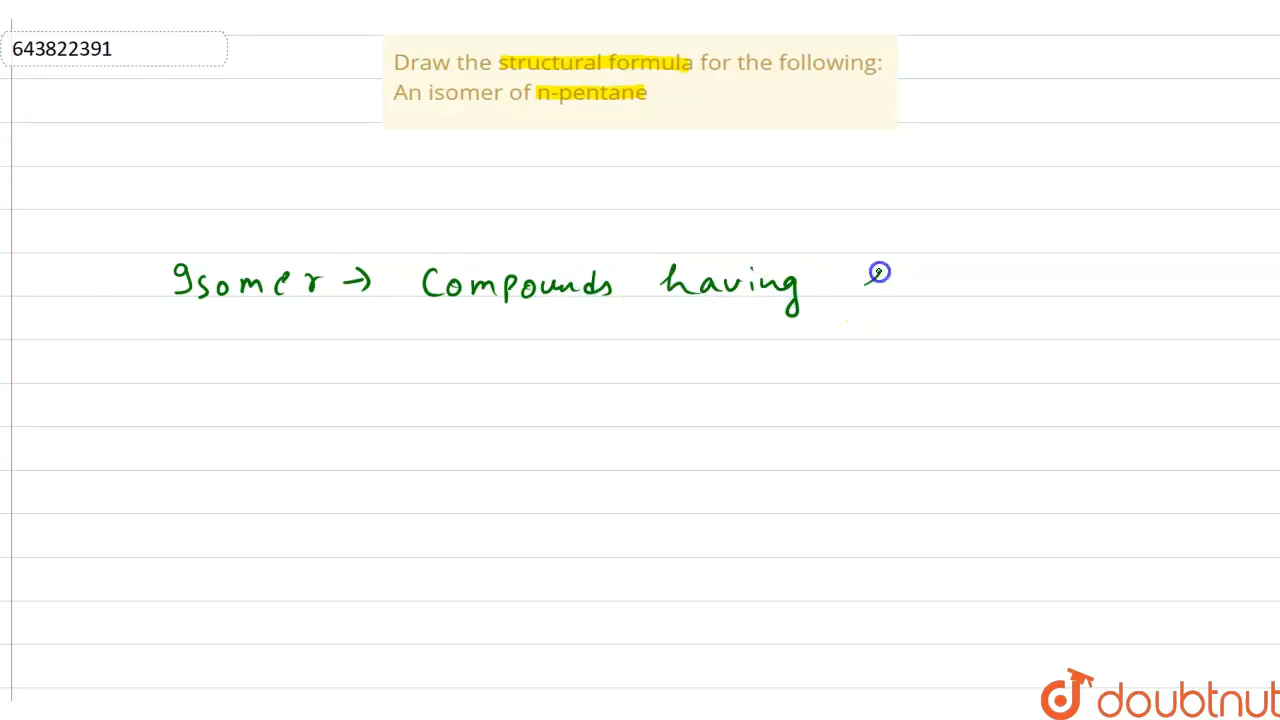 643822391
Draw the structural formula for the following:
An isomer of n-pentane
Isomer → Compounds having
doubtnut